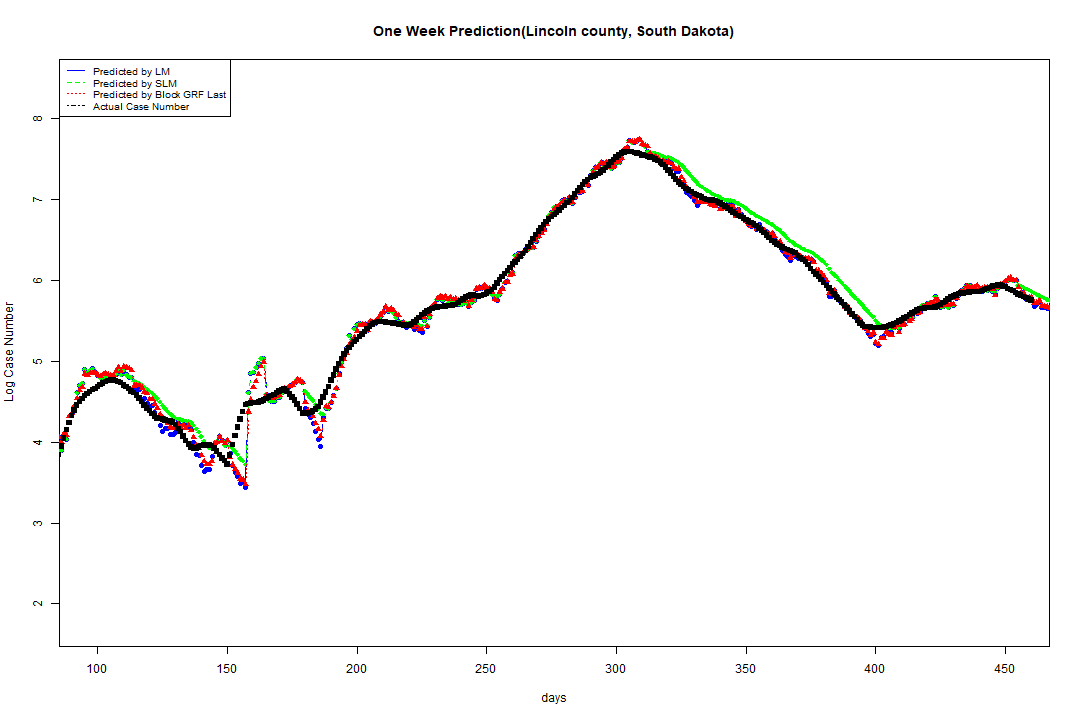 One Week Prediction(Lincoln county, South Dakota)
Predicted by LM
Predicted by SLM
Predicted by Block GRF Last
Actual Case Number
Log Case Number
8
7
6
5
4
3
2
100 150 200 250 300 350 400 450
days